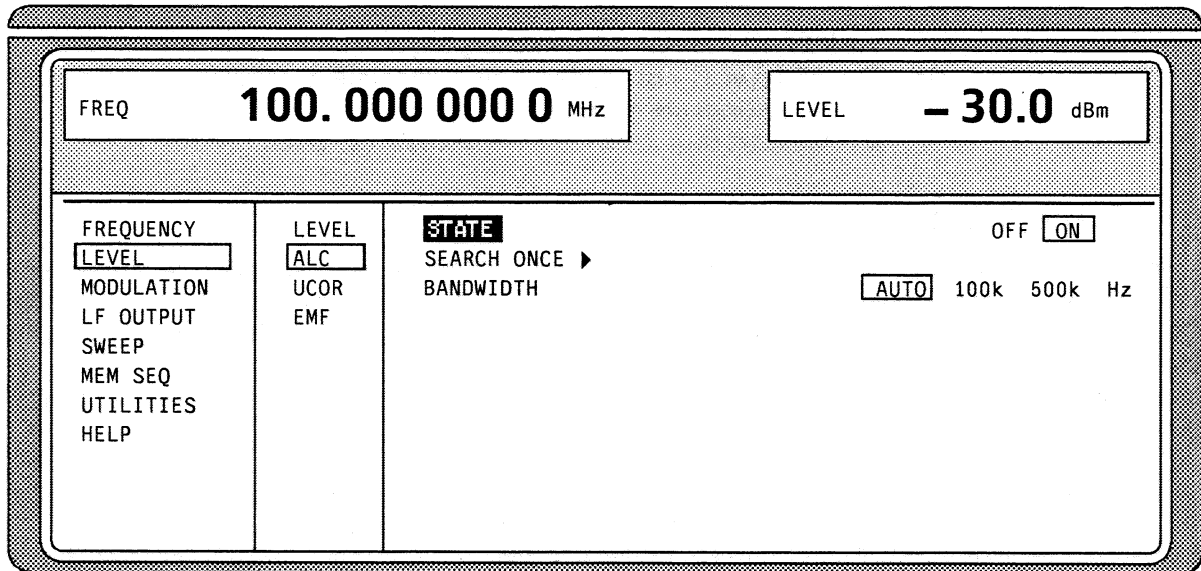 FREQ 100. 000 000 0 MHz
LEVEL – 30.0 dBm
FREQUENCY
LEVEL
MODULATION
LF OUTPUT
SWEEP
MEM SEQ
UTILITIES
HELP
LEVEL
ALC
UCOR
EMF
STATE OFF ON
SEARCH ONCE ▶
BANDWIDTH AUTO 100k 500k Hz